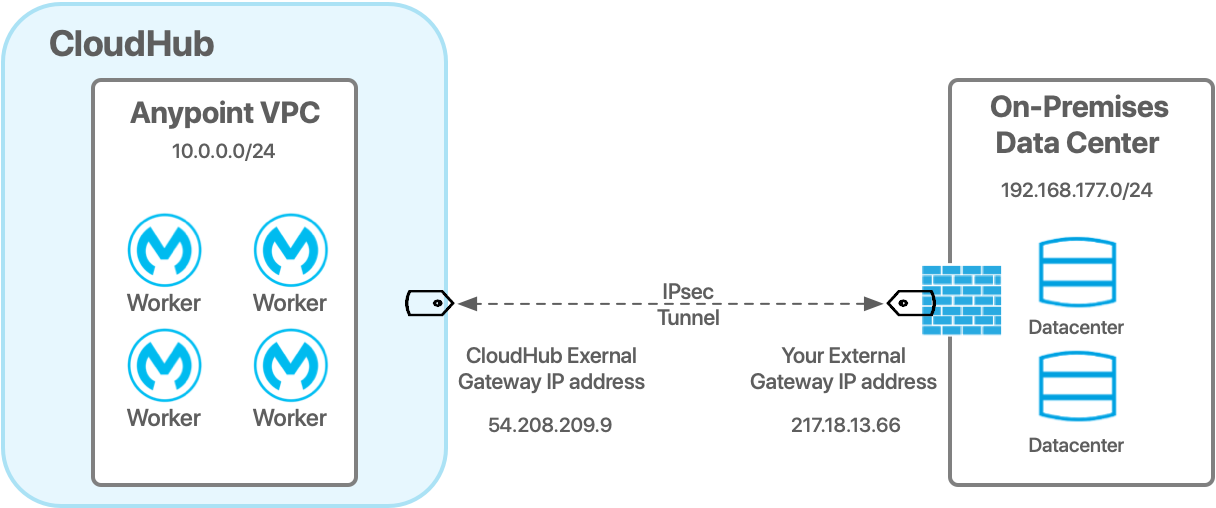 CloudHub
Anypoint VPC
10.0.0.0/24
Worker
Worker
Worker
Worker
IPsec
Tunnel
CloudHub Exernal
Gateway IP address
54.208.209.9
Your External
Gateway IP address
217.18.13.66
On-Premises
Data Center
192.168.177.0/24
Datacenter
Datacenter